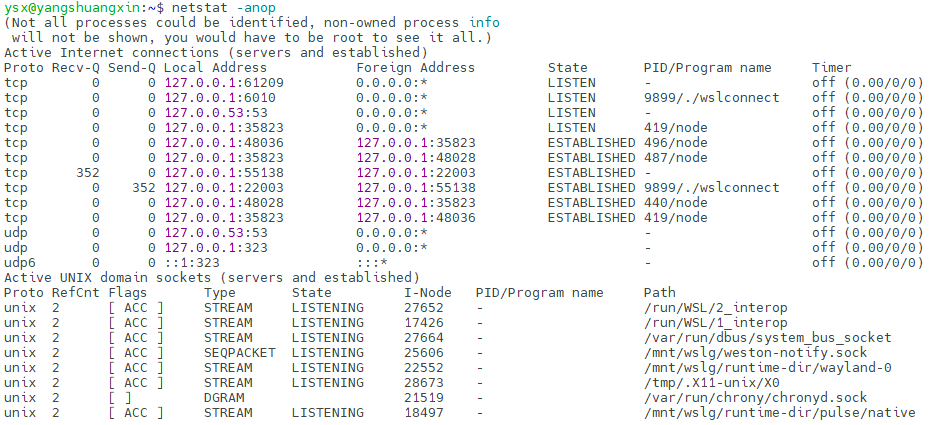 ysx@yangshuangxin:~$ netstat -anop
(Not all processes could be identified, non-owned process info
 will not be shown, you would have to be root to see it all.)
Active Internet connections (servers and established)
Proto Recv-Q Send-Q Local Address           Foreign Address         State       PID/Program name     Timer
tcp        0      0 127.0.0.1:61209         0.0.0.0:*               LISTEN      -                    off (0.00/0/0)
tcp        0      0 127.0.0.1:6010          0.0.0.0:*               LISTEN      9899/./wslconnect    off (0.00/0/0)
tcp        0      0 127.0.0.53:53           0.0.0.0:*               LISTEN      -                    off (0.00/0/0)
tcp        0      0 127.0.0.1:35823         0.0.0.0:*               LISTEN      419/node             off (0.00/0/0)
tcp        0      0 127.0.0.1:48036         127.0.0.1:35823         ESTABLISHED 496/node             off (0.00/0/0)
tcp        0      0 127.0.0.1:35823         127.0.0.1:48028         ESTABLISHED 487/node             off (0.00/0/0)
tcp      352      0 127.0.0.1:55138         127.0.0.1:22003         ESTABLISHED -                    off (0.00/0/0)
tcp        0    352 127.0.0.1:22003         127.0.0.1:55138         ESTABLISHED 9899/./wslconnect    off (0.00/0/0)
tcp        0      0 127.0.0.1:48028         127.0.0.1:35823         ESTABLISHED 440/node             off (0.00/0/0)
tcp        0      0 127.0.0.1:35823         127.0.0.1:48036         ESTABLISHED 419/node             off (0.00/0/0)
udp        0      0 127.0.0.53:53           0.0.0.0:*                           -                    off (0.00/0/0)
udp        0      0 127.0.0.1:323           0.0.0.0:*                           -                    off (0.00/0/0)
udp6       0      0 ::1:323                 :::*                                -                    off (0.00/0/0)
Active UNIX domain sockets (servers and established)
Proto RefCnt Flags       Type       State         I-Node   PID/Program name     Path
unix  2      [ ACC ]     STREAM     LISTENING     27652    -                    /run/WSL/2_interop
unix  2      [ ACC ]     STREAM     LISTENING     17426    -                    /run/WSL/1_interop
unix  2      [ ACC ]     STREAM     LISTENING     27664    -                    /var/run/dbus/system_bus_socket
unix  2      [ ACC ]     SEQPACKET  LISTENING     25606    -                    /mnt/wslg/weston-notify.sock
unix  2      [ ACC ]     STREAM     LISTENING     22552    -                    /mnt/wslg/runtime-dir/wayland-0
unix  2      [ ACC ]     STREAM     LISTENING     28673    -                    /tmp/.X11-unix/X0
unix  2      [ ]         DGRAM                    21519    -                    /var/run/chrony/chronyd.sock
unix  2      [ ACC ]     STREAM     LISTENING     18497    -                    /mnt/wslg/runtime-dir/pulse/native